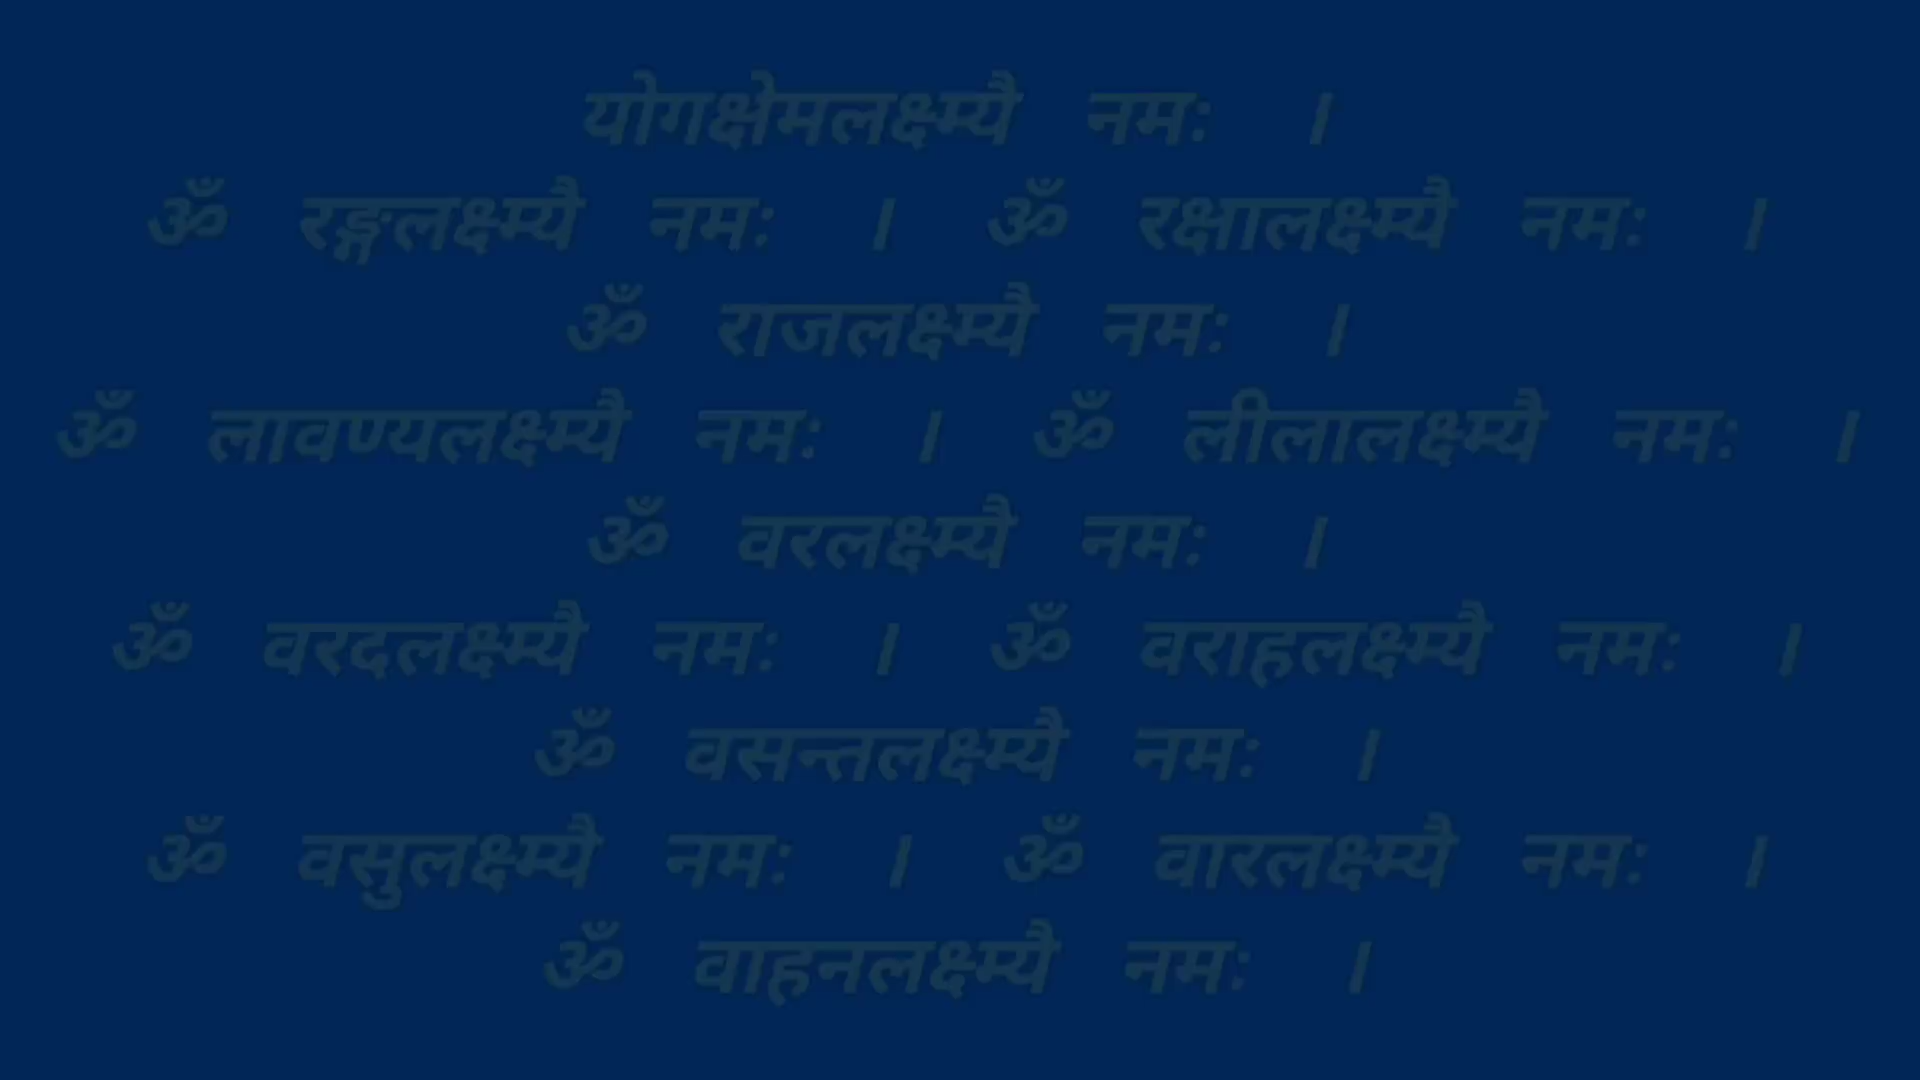 योगक्षेमलक्ष्म्यै नमः ।
ॐ रङ्गलक्ष्म्यै नमः । ॐ रक्षालक्ष्म्यै नमः ।
ॐ राजलक्ष्म्यै नमः ।
ॐ लावण्यलक्ष्म्यै नमः । ॐ लीलालक्ष्म्यै नमः ।
ॐ वरलक्ष्म्यै नमः ।
ॐ वरदलक्ष्म्यै नमः । ॐ वराहलक्ष्म्यै नमः ।
ॐ वसन्तलक्ष्म्यै नमः ।
ॐ वसुलक्ष्म्यै नमः । ॐ वारलक्ष्म्यै नमः ।
ॐ वाहनलक्ष्म्यै नमः ।